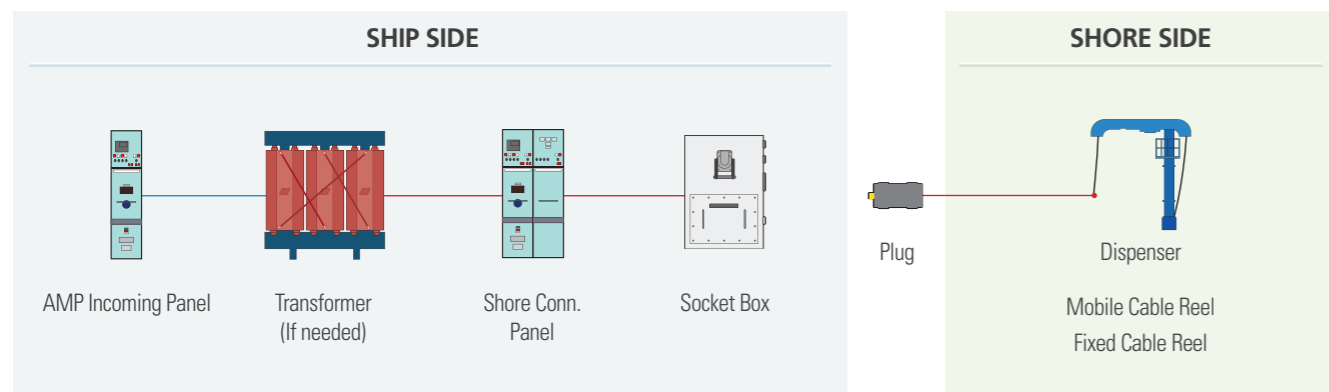 SHIP SIDE
SHORE SIDE
AMP Incoming Panel
Transformer
(If needed)
Shore Conn.
Panel
Socket Box
Plug
Dispenser
Mobile Cable Reel
Fixed Cable Reel